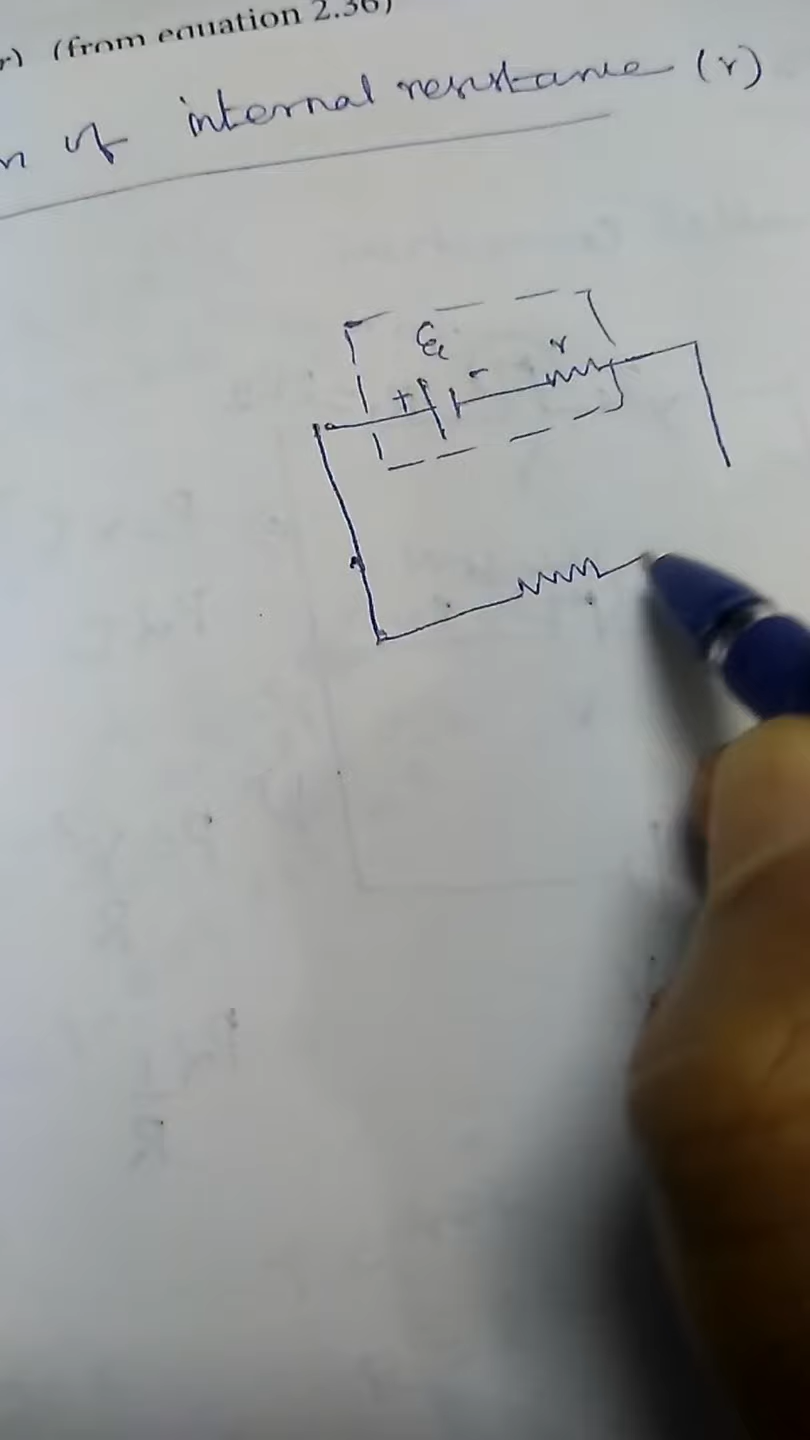 r) (from equation 2.36)
n of internal resistance (r)
ε r
+ -